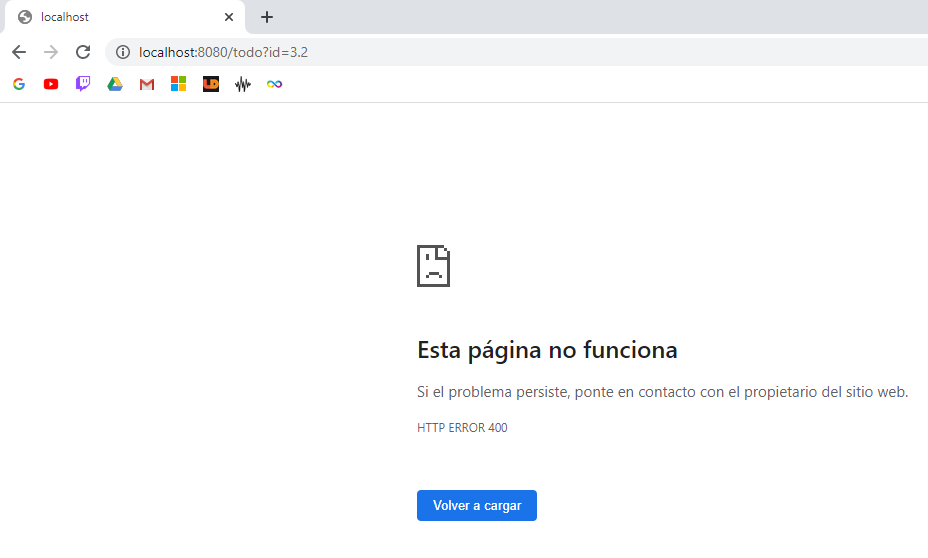 localhost
localhost:8080/todo?id=3.2
Esta página no funciona
Si el problema persiste, ponte en contacto con el propietario del sitio web.
HTTP ERROR 400
Volver a cargar